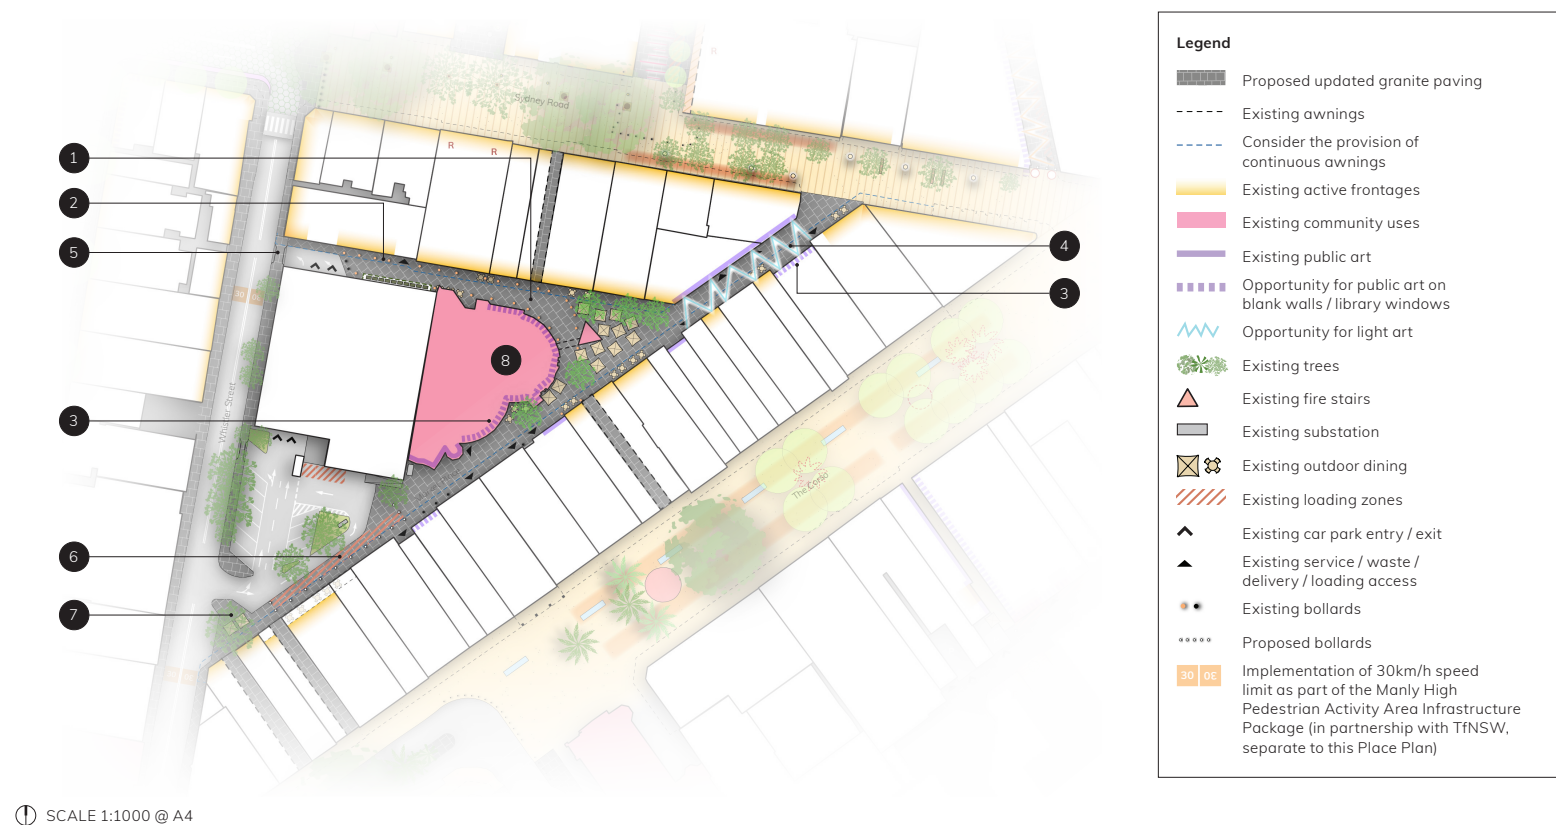 Legend
Proposed updated granite paving
Existing awnings
Consider the provision of
continuous awnings
Existing active frontages
Existing community uses
Existing public art
Opportunity for public art on
blank walls / library windows
Opportunity for light art
Existing trees
Existing fire stairs
Existing substation
Existing outdoor dining
Existing loading zones
Existing car park entry / exit
Existing service / waste /
delivery / loading access
Existing bollards
Proposed bollards
30 30
Implementation of 30km/h speed
limit as part of the Manly High
Pedestrian Activity Area Infrastructure
Package (in partnership with TfNSW,
separate to this Place Plan)
R
Sydney Road
R
R
1
2
5
4
3
30
8
Whistler Street
3
The Corso
6
7
SCALE 1:1000 @ A4